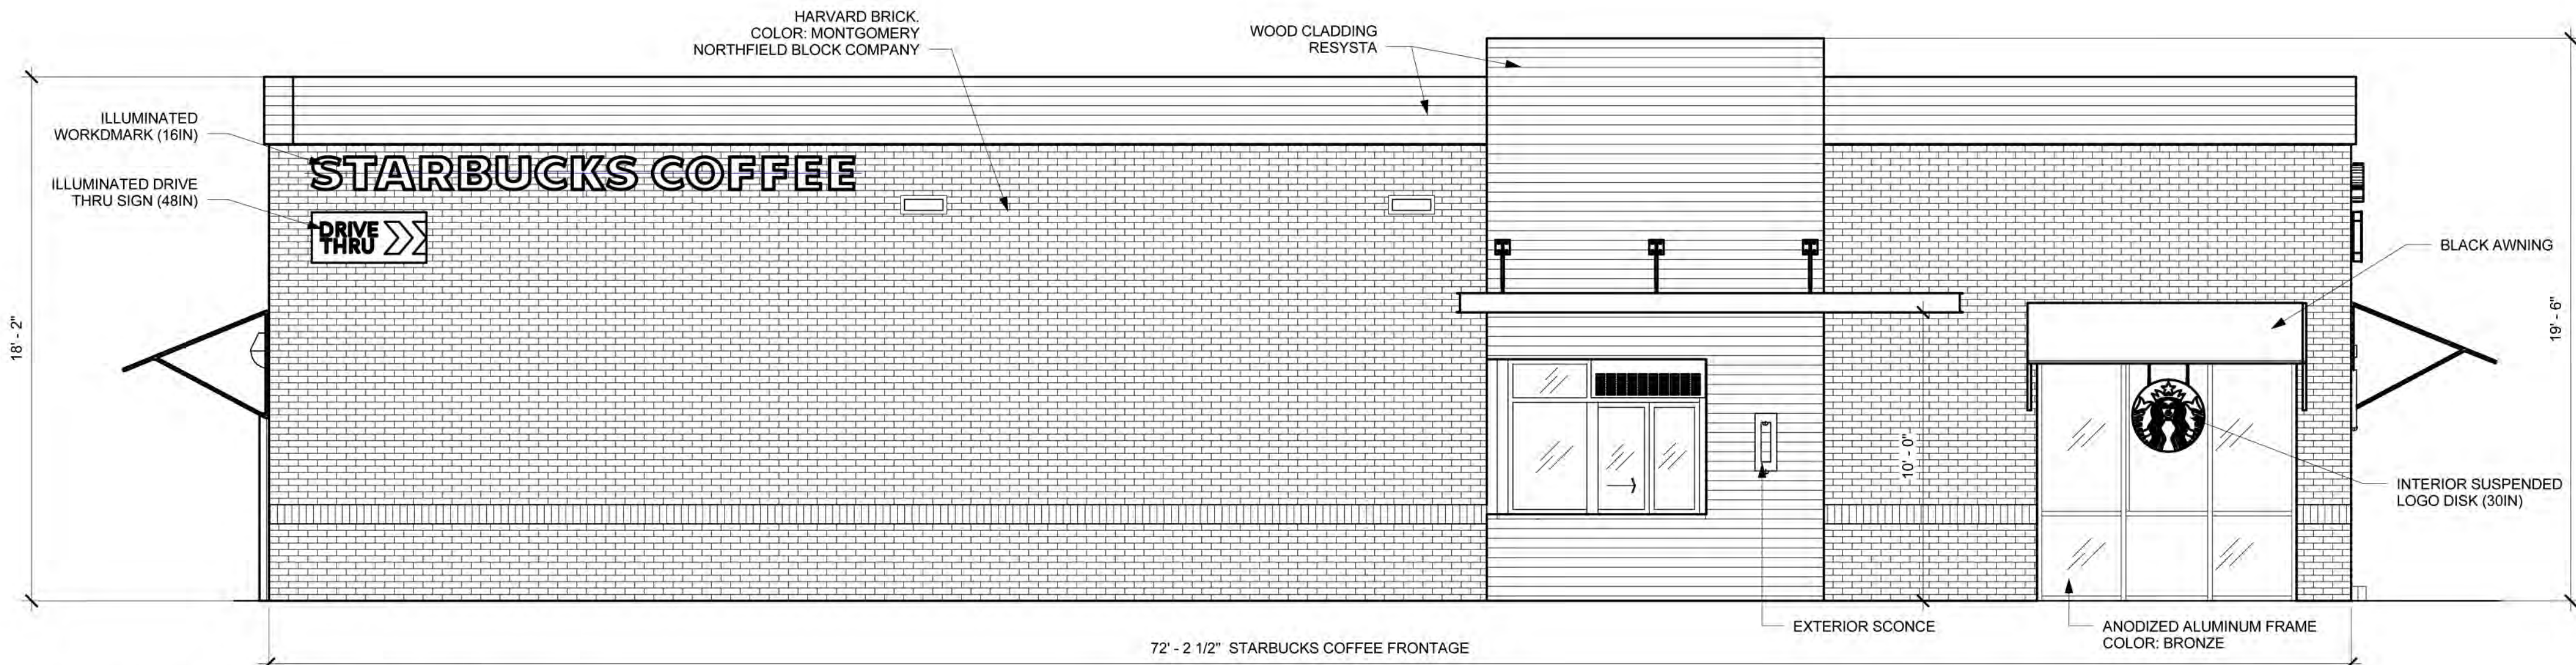 HARVARD BRICK.
COLOR: MONTGOMERY
NORTHFIELD BLOCK COMPANY
WOOD CLADDING
RESYSTA
ILLUMINATED
WORKDMARK (16IN)
STARBUCKS COFFEE
ILLUMINATED DRIVE
THRU SIGN (48IN)
DRIVE
THRU
BLACK AWNING
18' - 2"
19' - 6"
10' - 0"
INTERIOR SUSPENDED
LOGO DISK (30IN)
EXTERIOR SCONCE
ANODIZED ALUMINUM FRAME
COLOR: BRONZE
72' - 2 1/2" STARBUCKS COFFEE FRONTAGE